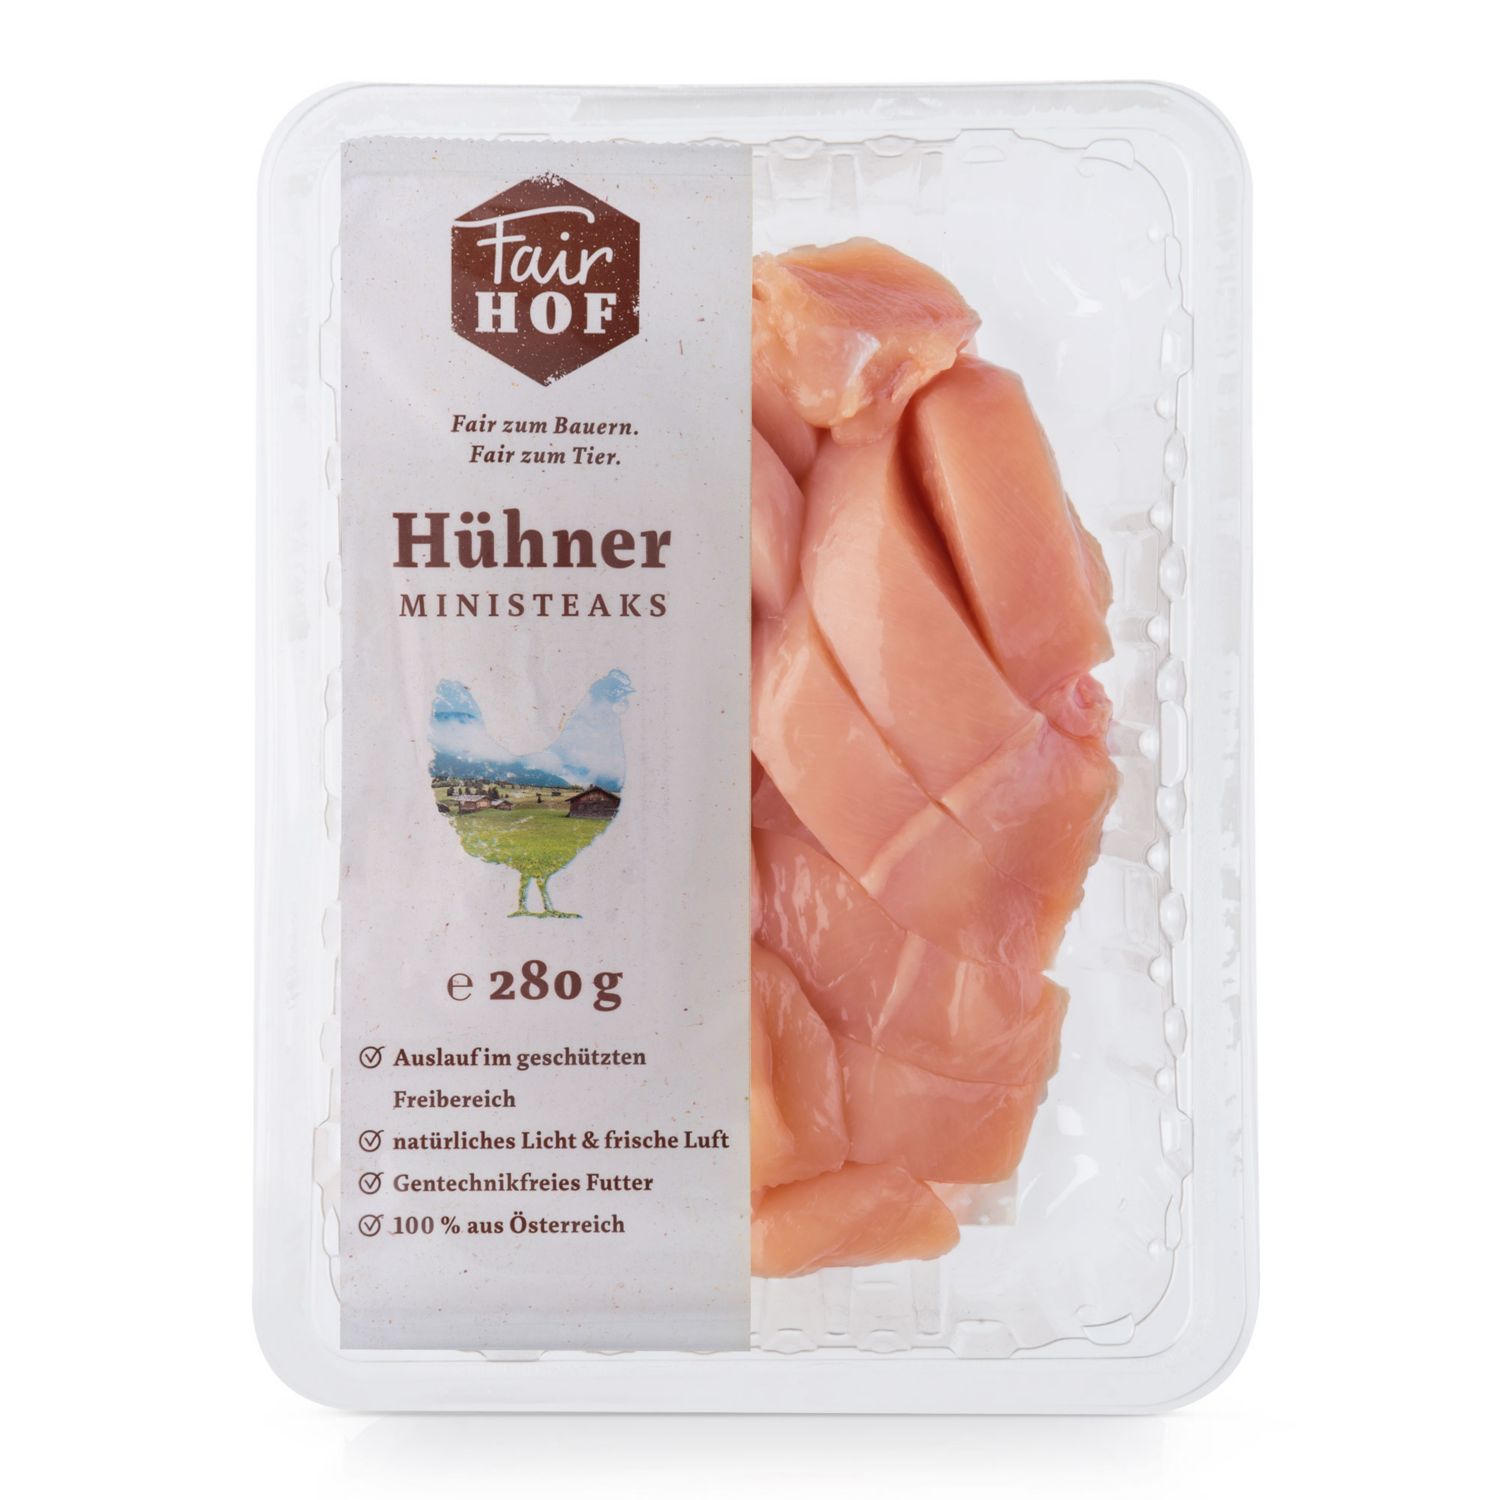 Fair
HOF
Fair zum Bauern.
Fair zum Tier.
Hühner
MINISTEAKS
℮ 280 g
Auslauf im geschützten
Freibereich
natürliches Licht & frische Luft
Gentechnikfreies Futter
100 % aus Österreich